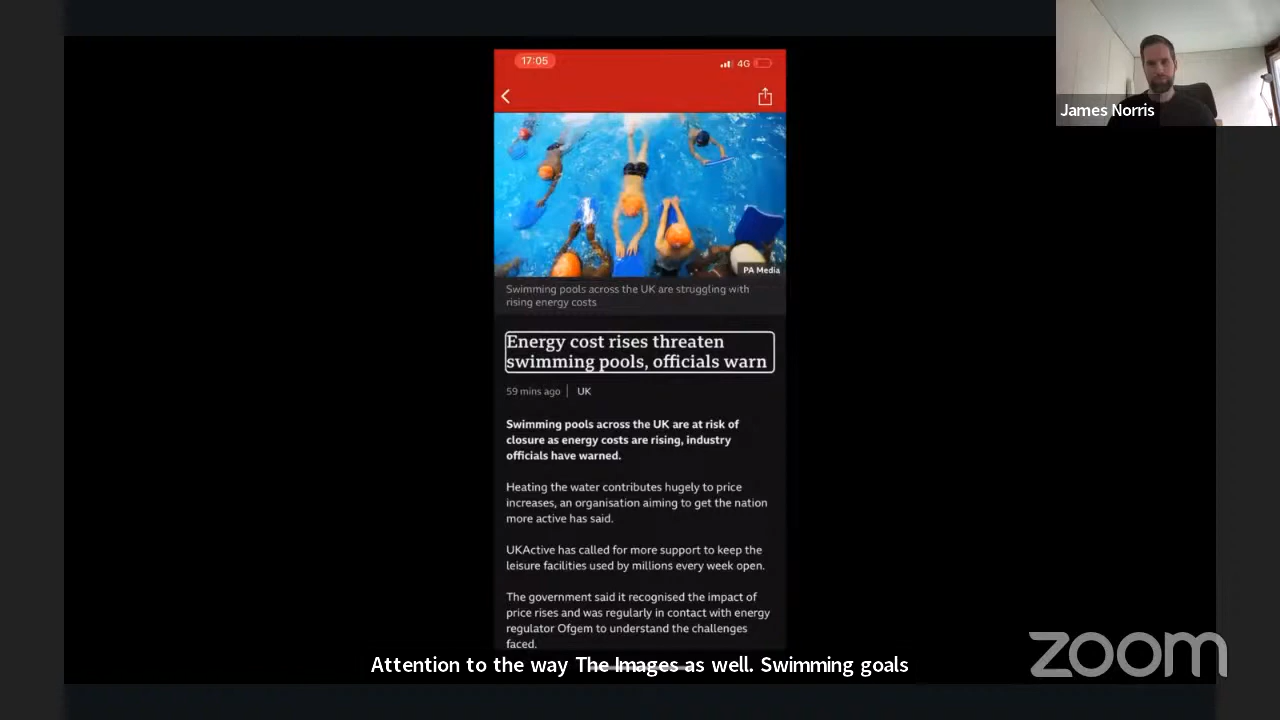 17:05
4G
James Norris
PA Media
Swimming pools across the UK are struggling with
rising energy costs
Energy cost rises threaten
swimming pools, officials warn
59 mins ago | UK
Swimming pools across the UK are at risk of
closure as energy costs are rising, industry
officials have warned.
Heating the water contributes hugely to price
increases, an organisation aiming to get the nation
more active has said.
UKActive has called for more support to keep the
leisure facilities used by millions every week open.
The government said it recognised the impact of
price rises and was regularly in contact with energy
regulator Ofgem to understand the challenges
faced.
Attention to the way The Images as well. Swimming goals
zoom